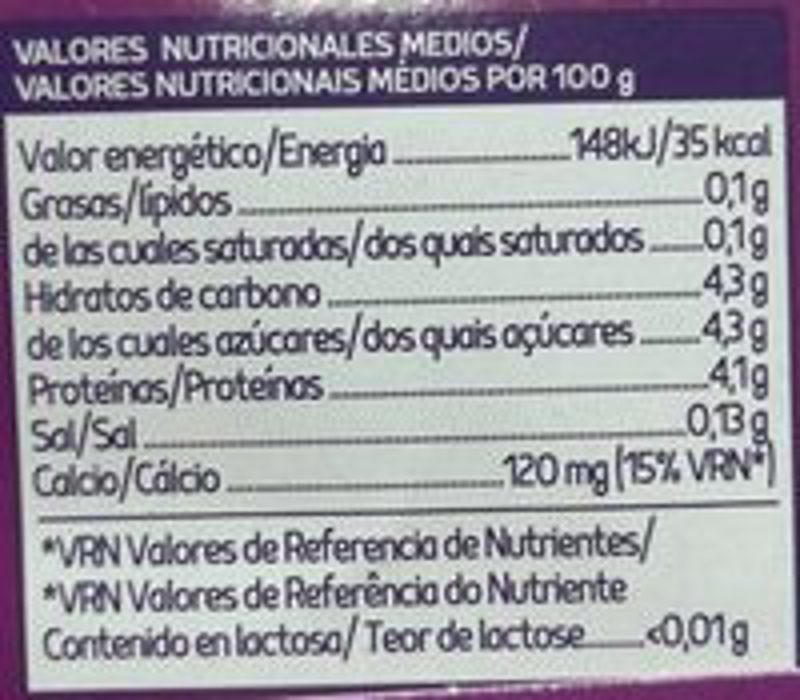 VALORES NUTRICIONALES MEDIOS/
VALORES NUTRICIONAIS MÉDIOS POR 100 g
Valor energético/Energia 148kJ/35 kcal
Grasas/lípidos 0,1g
de las cuales saturadas/dos quais saturados 0,1g
Hidratos de carbono 4,3g
de los cuales azúcares/dos quais açúcares 4,3g
Proteínas/Proteínas 4,1g
Sal/Sal 0,13g
Calcio/Cálcio 120 mg (15% VRN*)
*VRN Valores de Referencia de Nutrientes/
*VRN Valores de Referência do Nutriente
Contenido en lactosa/ Teor de lactose <0,01g